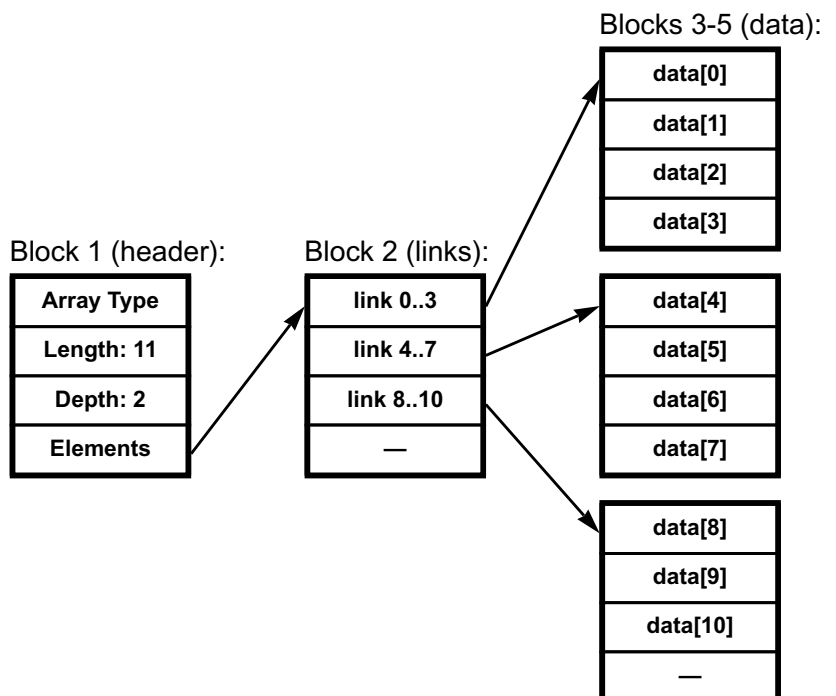 Block 1 (header):
Array Type
Length: 11
Depth: 2
Elements
Block 2 (links):
link 0..3
link 4..7
link 8..10
—
Blocks 3-5 (data):
data[0]
data[1]
data[2]
data[3]
data[4]
data[5]
data[6]
data[7]
data[8]
data[9]
data[10]
—